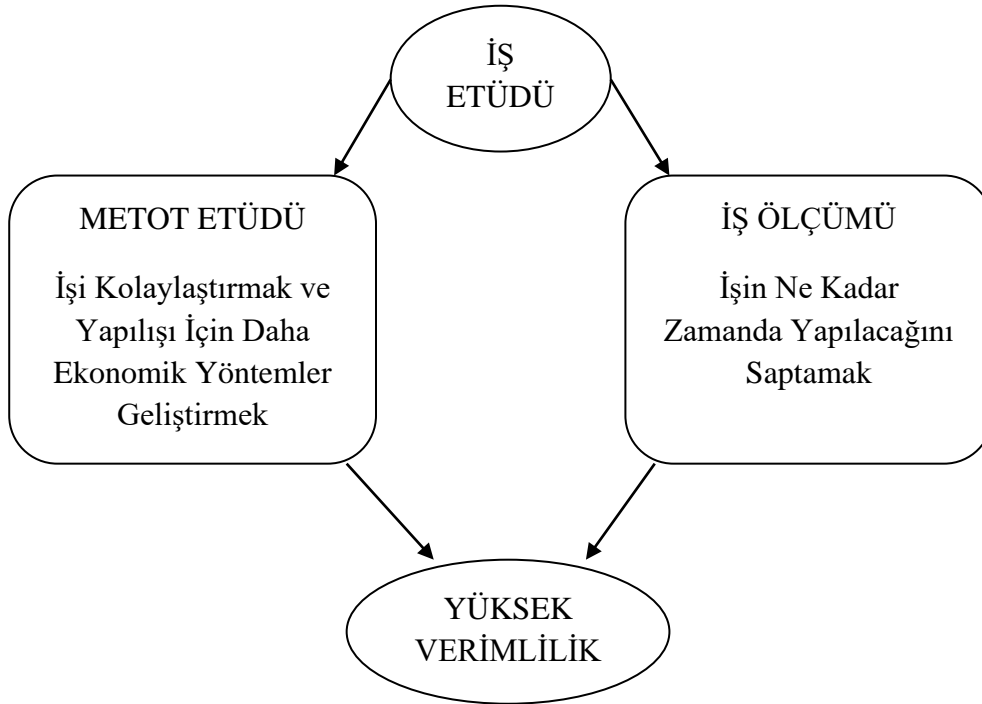 İŞ
ETÜDÜ
METOT ETÜDÜ
İşi Kolaylaştırmak ve
Yapılışı İçin Daha
Ekonomik Yöntemler
Geliştirmek
İŞ ÖLÇÜMÜ
İşin Ne Kadar
Zamanda Yapılacağını
Saptamak
YÜKSEK
VERİMLİLİK